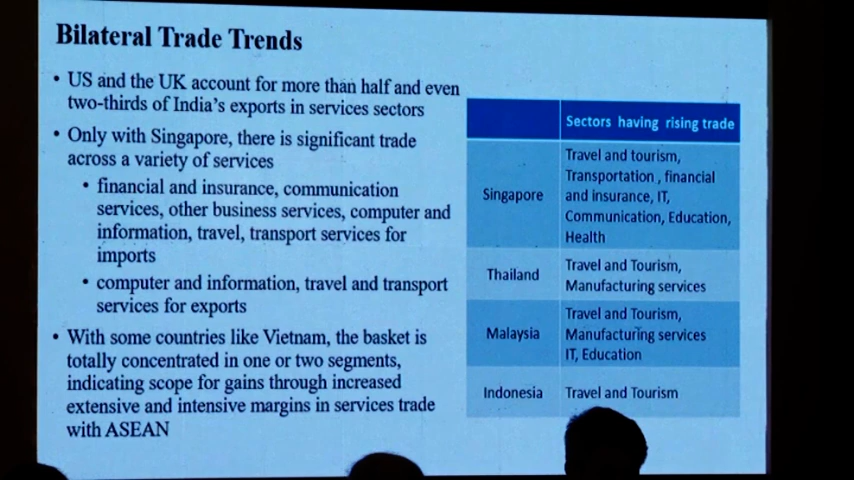 Bilateral Trade Trends
• US and the UK account for more than half and even
two-thirds of India's exports in services sectors
• Only with Singapore, there is significant trade
across a variety of services
• financial and insurance, communication
services, other business services, computer and
information, travel, transport services for
imports
• computer and information, travel and transport
services for exports
• With some countries like Vietnam, the basket is
totally concentrated in one or two segments,
indicating scope for gains through increased
extensive and intensive margins in services trade
with ASEAN
Sectors having rising trade
Singapore
Travel and tourism,
Transportation , financial
and insurance, IT,
Communication, Education,
Health
Thailand
Travel and Tourism,
Manufacturing services
Malaysia
Travel and Tourism,
Manufacturing services
IT, Education
Indonesia
Travel and Tourism